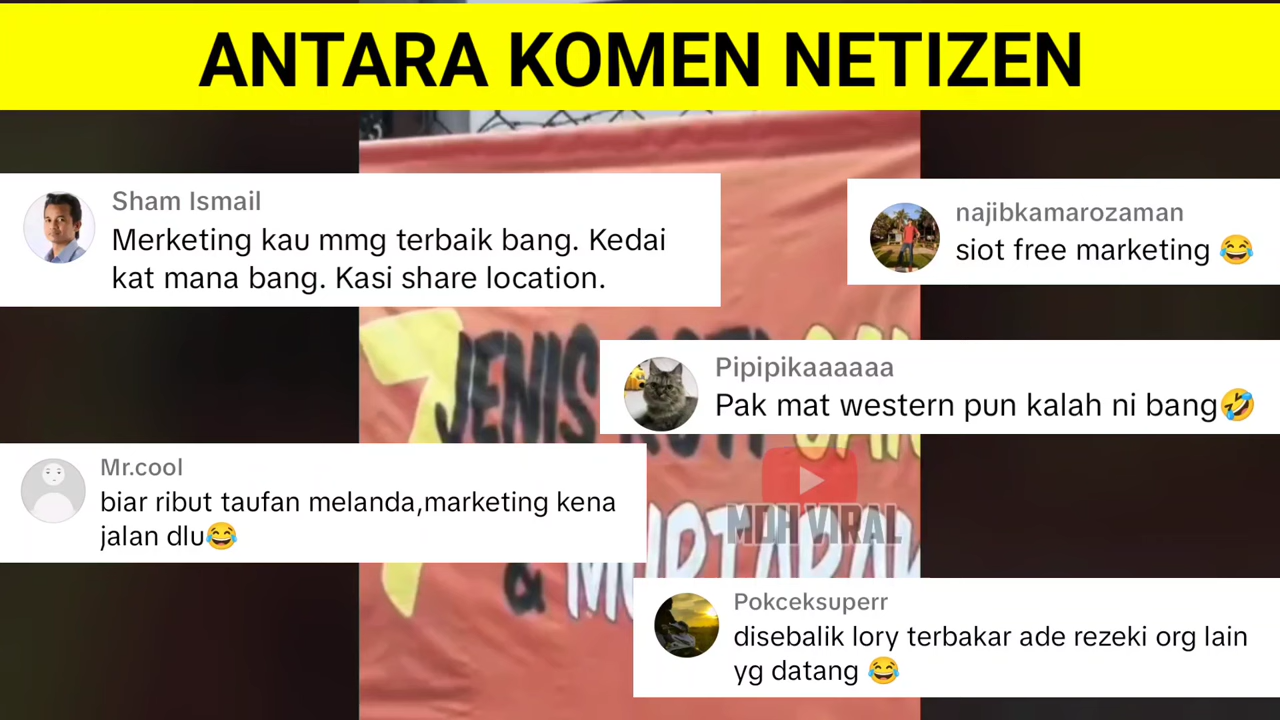 ANTARA KOMEN NETIZEN
Sham Ismail
Merketing kau mmg terbaik bang. Kedai
kat mana bang. Kasi share location.
najibkamarozaman
siot free marketing 😂
Pipipikaaaaaa
Pak mat western pun kalah ni bang🤣
7 JENIS ROTI
Mr.cool
biar ribut taufan melanda,marketing kena
jalan dlu😂
MDH VIRAL
&
Pokceksuperr
disebalik lory terbakar ade rezeki org lain
yg datang 😂